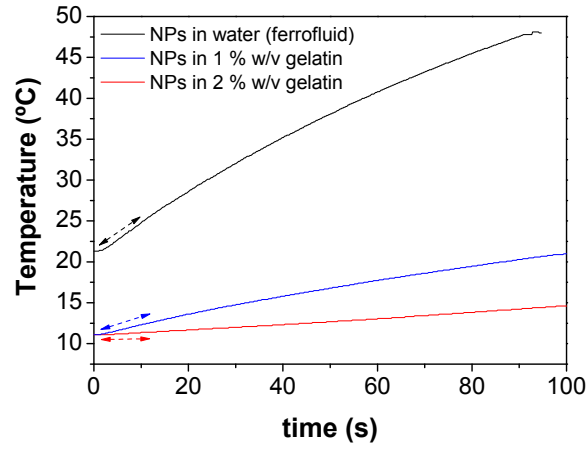 50
45
40
35
30
25
20
15
10
Temperature (ºC)
NPs in water (ferrofluid)
NPs in 1 % w/v gelatin
NPs in 2 % w/v gelatin
0 20 40 60 80 100
time (s)